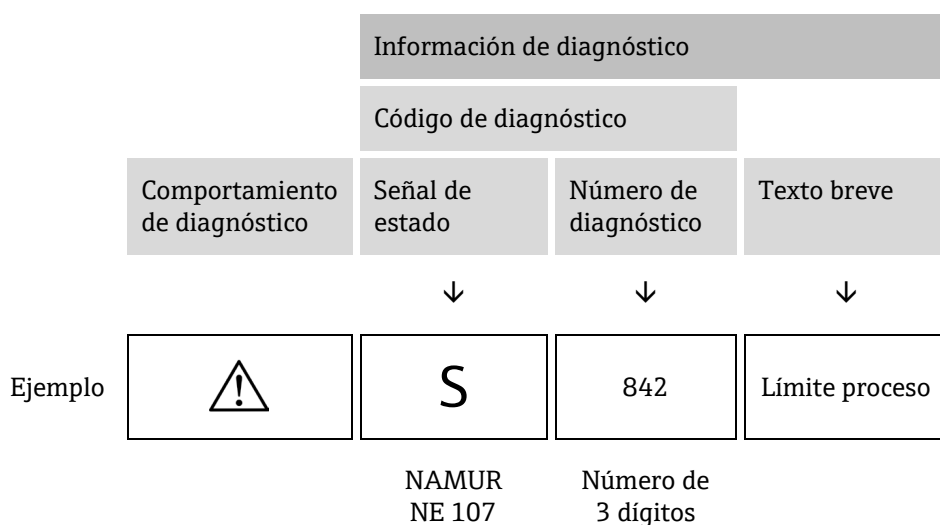 Información de diagnóstico
Código de diagnóstico
Comportamiento
de diagnóstico
Señal de
estado
Número de
diagnóstico
Texto breve
Ejemplo
S
842
Límite proceso
NAMUR
NE 107
Número de
3 dígitos